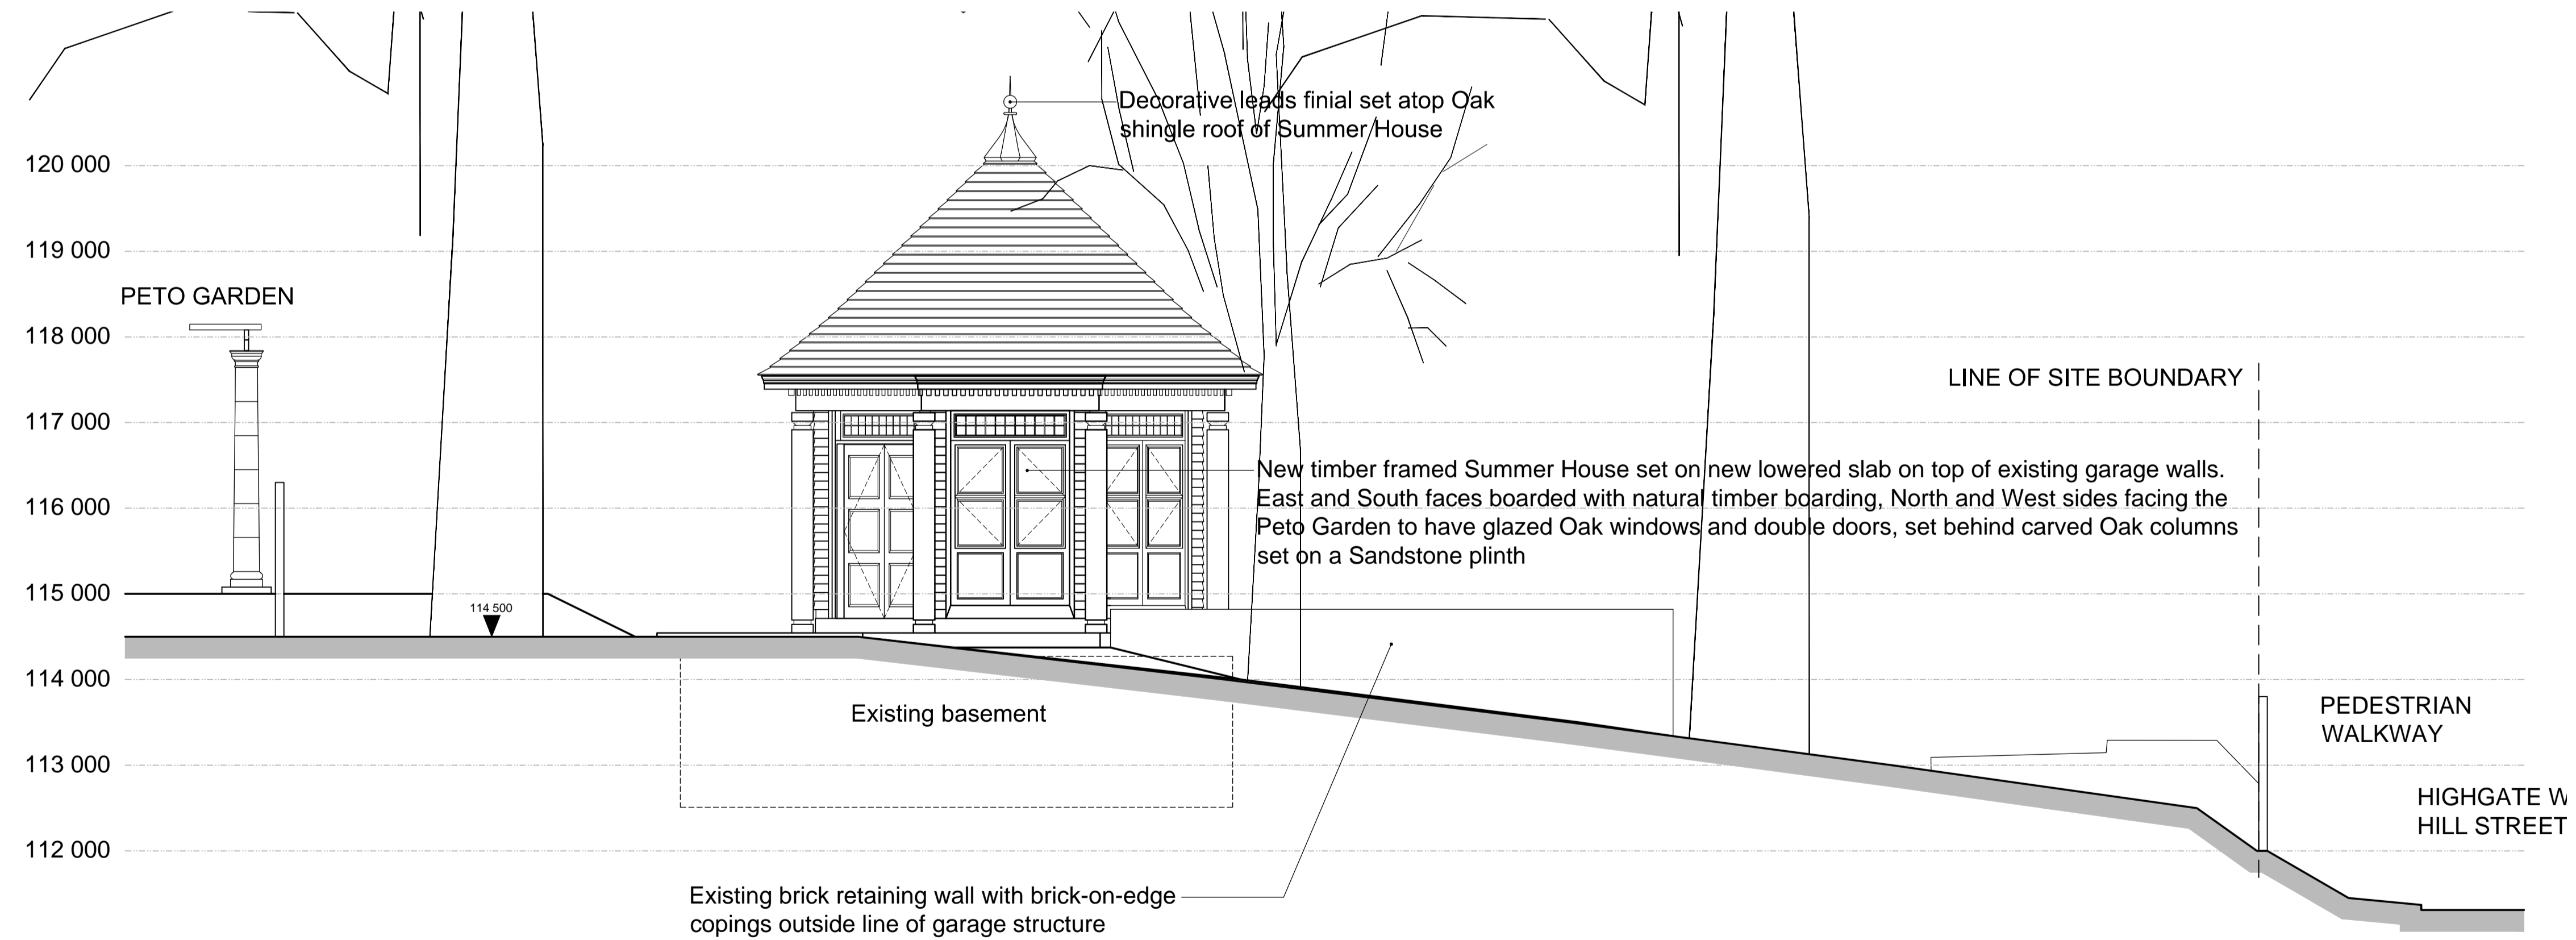 Decorative leads finial set atop Oak
shingle roof of Summer House
120 000
119 000
PETO GARDEN
118 000
LINE OF SITE BOUNDARY
117 000
New timber framed Summer House set on new lowered slab on top of existing garage walls.
East and South faces boarded with natural timber boarding, North and West sides facing the
Peto Garden to have glazed Oak windows and double doors, set behind carved Oak columns
set on a Sandstone plinth
116 000
115 000
114 500
114 000
Existing basement
PEDESTRIAN
WALKWAY
113 000
HIGHGATE W
HILL STREET
112 000
Existing brick retaining wall with brick-on-edge
copings outside line of garage structure